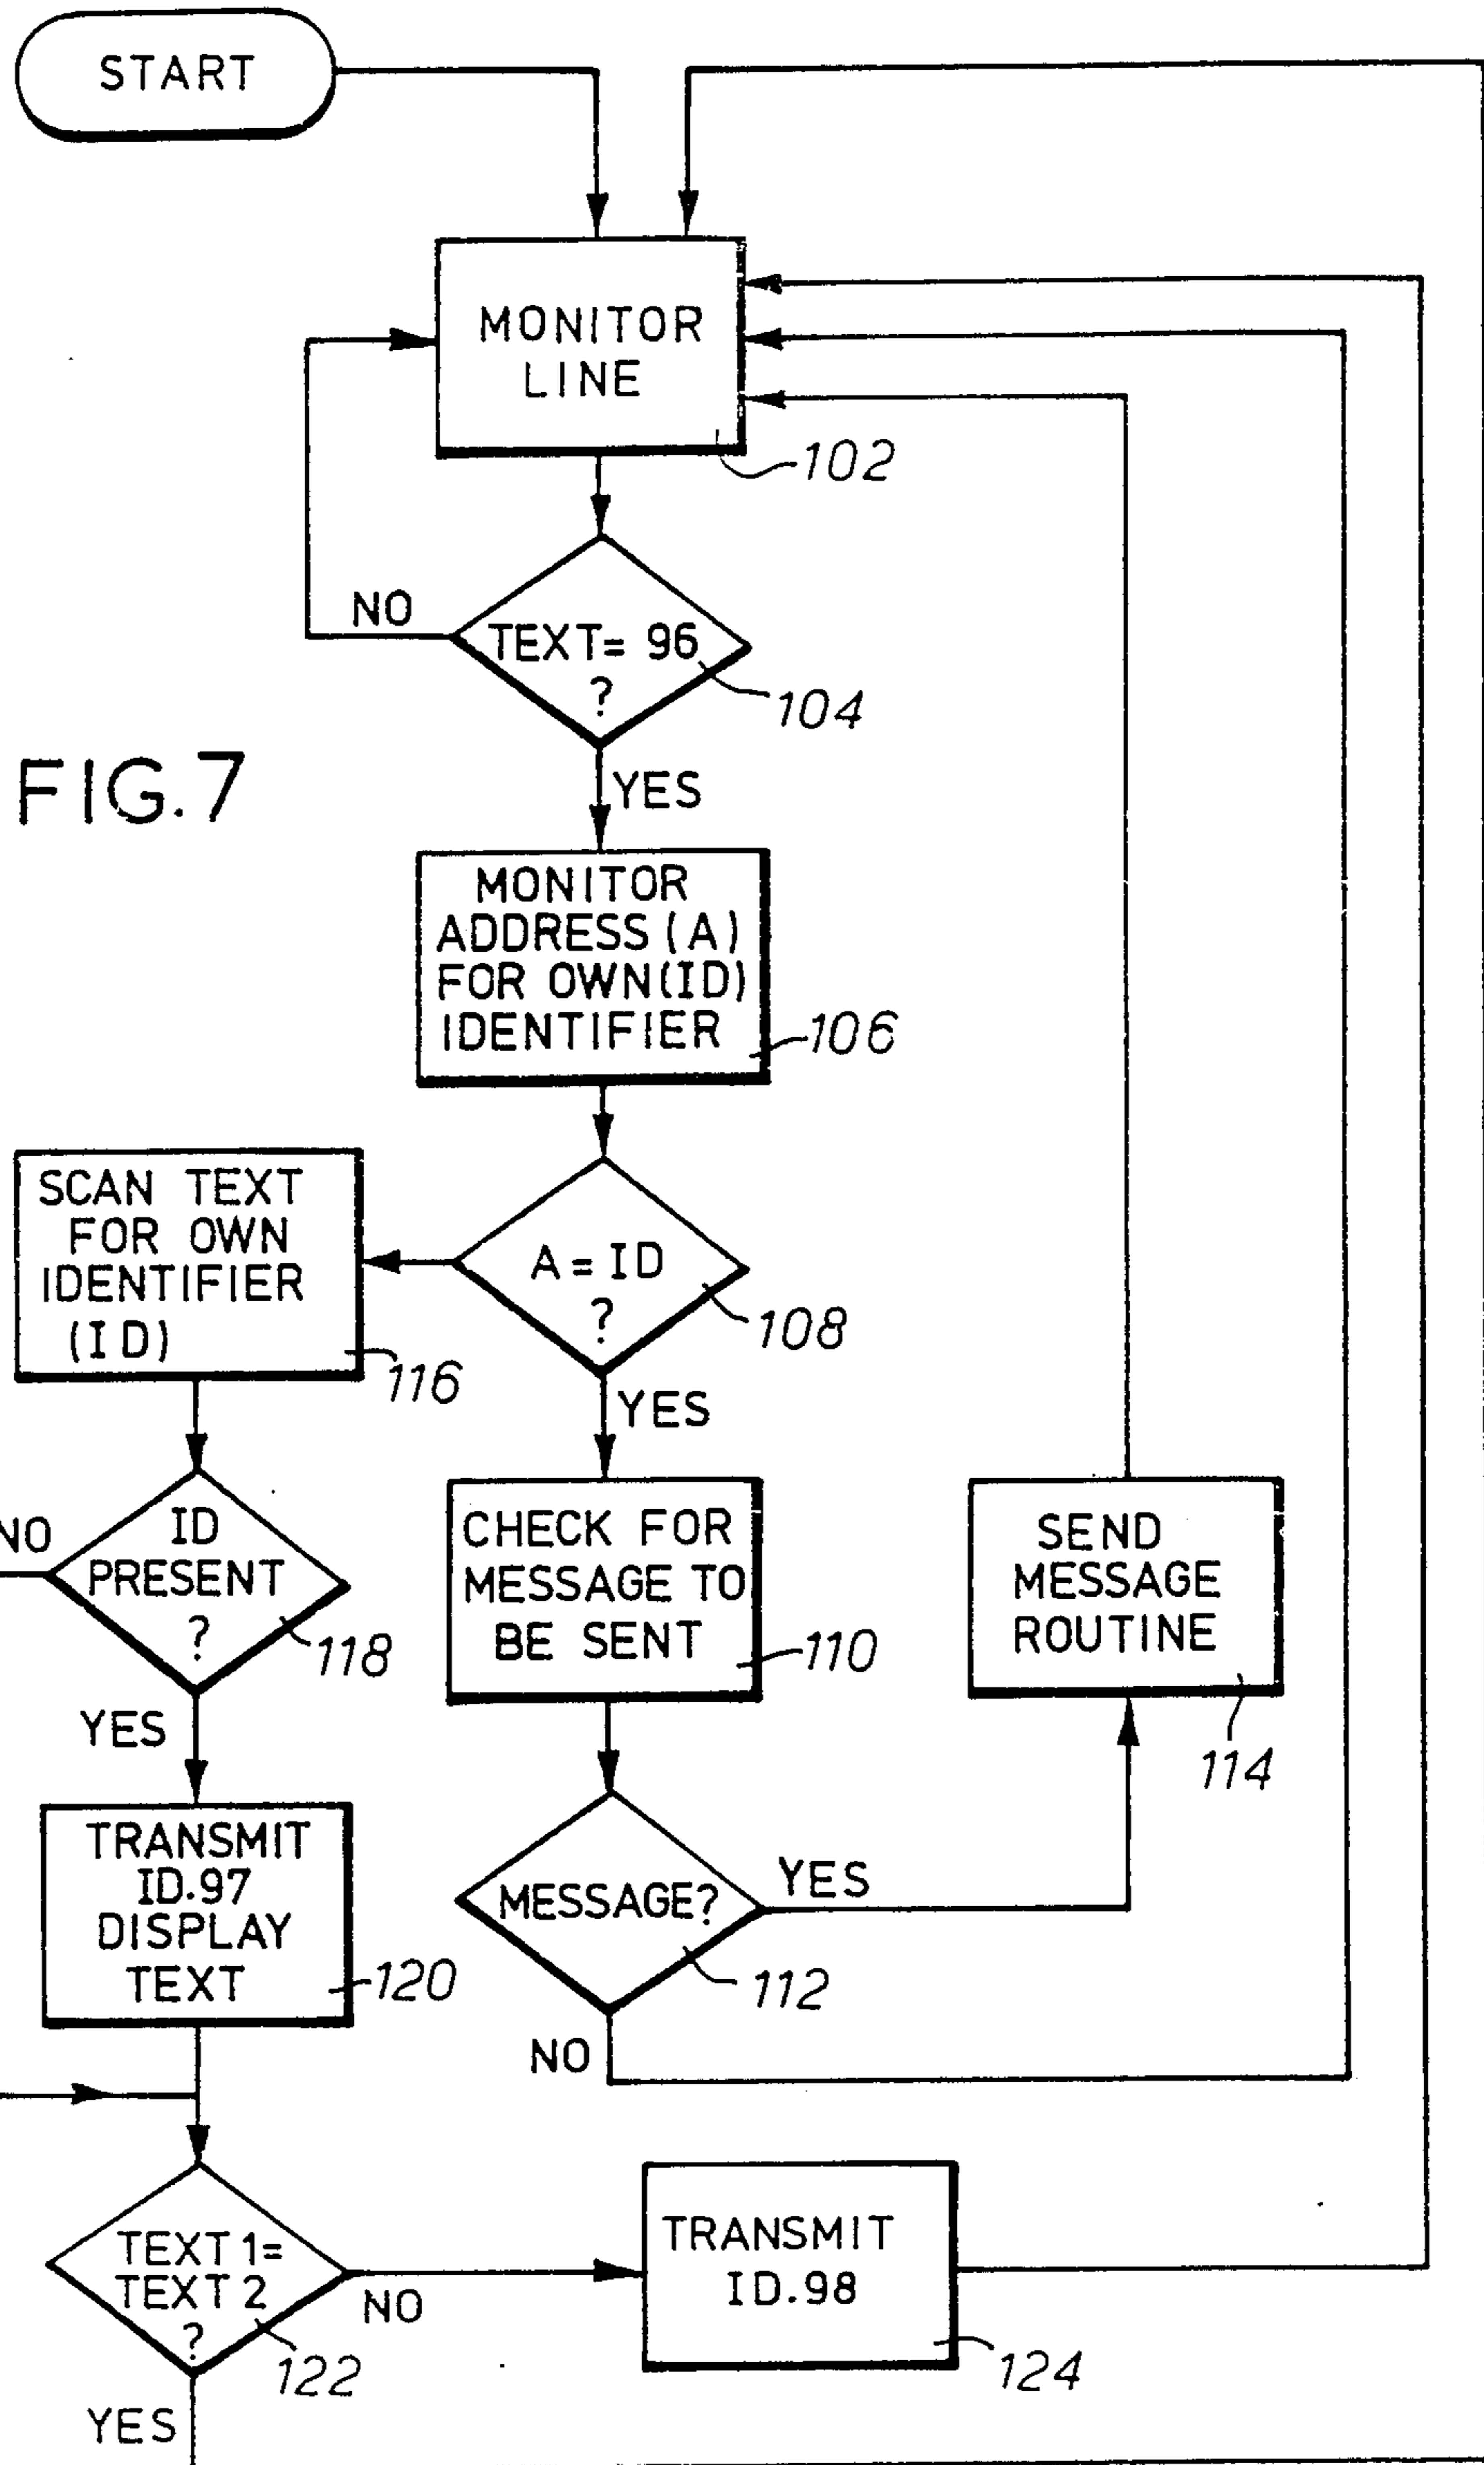 START
MONITOR
LINE
102
NO
TEXT= 96
?
104
FIG.7
YES
MONITOR
ADDRESS (A)
FOR OWN(ID)
IDENTIFIER
106
SCAN TEXT
FOR OWN
IDENTIFIER
(ID)
116
A = ID
?
108
YES
NO
ID
PRESENT
?
118
CHECK FOR
MESSAGE TO
BE SENT
110
SEND
MESSAGE
ROUTINE
114
YES
TRANSMIT
ID.97
DISPLAY
TEXT
120
MESSAGE?
YES
112
NO
TEXT 1=
TEXT 2
?
122
NO
TRANSMIT
ID.98
124
YES